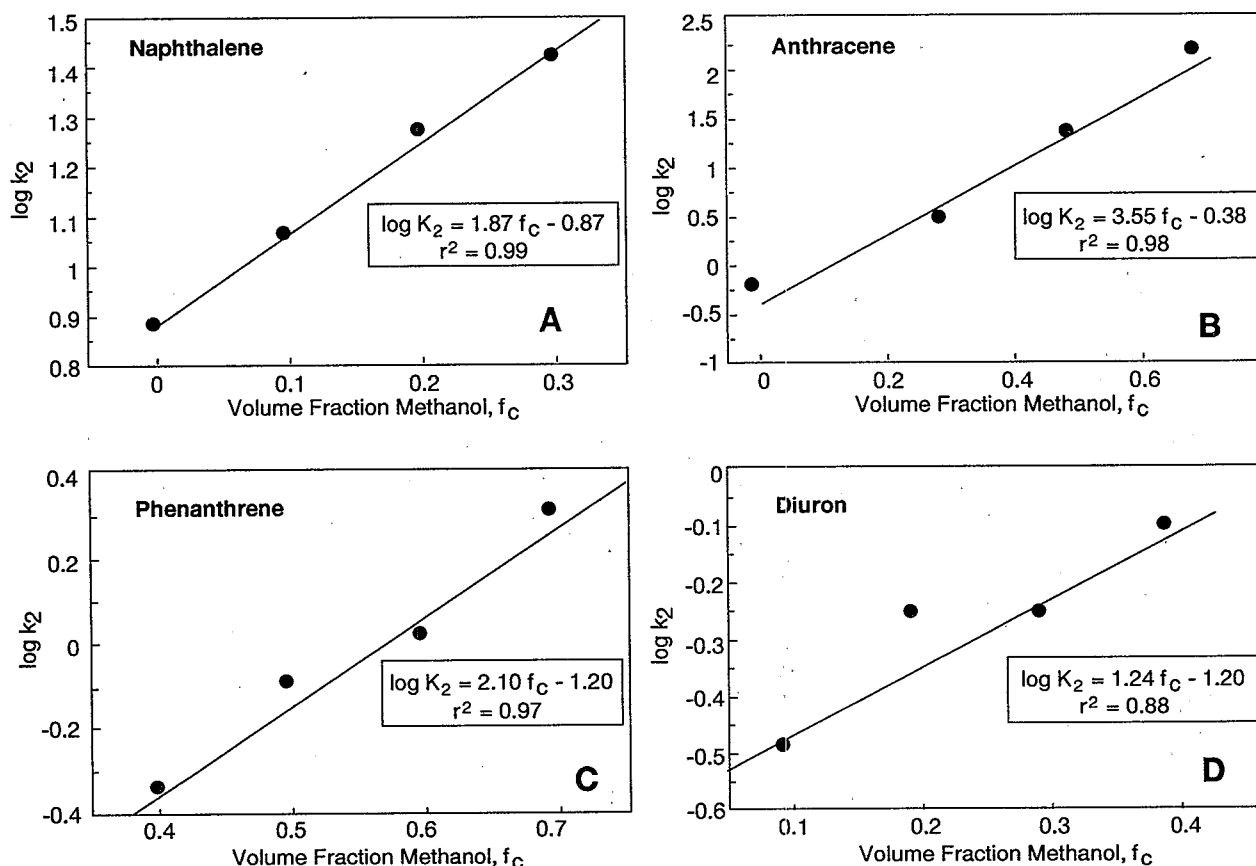 Naphthalene
log k2
1.5
1.4
1.3
1.2
1.1
1
0.9
0.8
log K2 = 1.87 fC - 0.87
r2 = 0.99
A
0 0.1 0.2 0.3
Volume Fraction Methanol, fC
Anthracene
log k2
2.5
2
1.5
1
0.5
0
-0.5
-1
log K2 = 3.55 fC - 0.38
r2 = 0.98
B
0 0.2 0.4 0.6
Volume Fraction Methanol, fC
Phenanthrene
log k2
0.4
0.2
0
-0.2
-0.4
log K2 = 2.10 fC - 1.20
r2 = 0.97
C
0.4 0.5 0.6 0.7
Volume Fraction Methanol, fC
Diuron
log k2
0
-0.1
-0.2
-0.3
-0.4
-0.5
-0.6
log K2 = 1.24 fC - 1.20
r2 = 0.88
D
0.1 0.2 0.3 0.4
Volume Fraction Methanol, fC